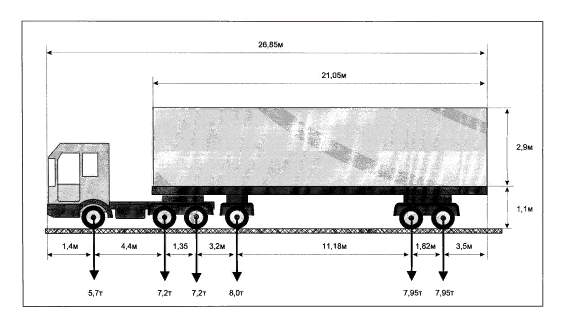 26,85м
21,05м
2,9м
1,1м
1,4м 4,4м 1,35 3,2м 11,18м 1,82м 3,5м
5,7т 7,2т 7,2т 8,0т 7,95т 7,95т